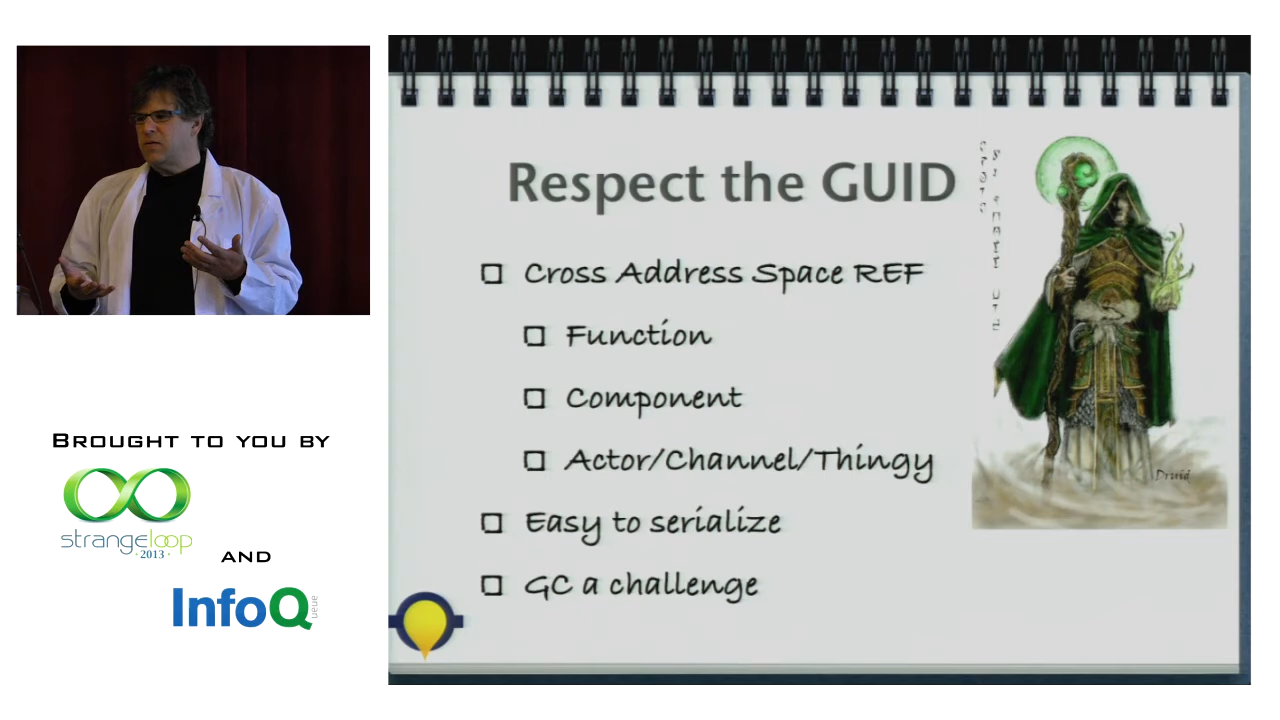 Respect the GUID
Cross Address Space REF
Function
Component
Actor/Channel/Thingy
Easy to serialize
GC a challenge
Druid
BROUGHT TO YOU BY
strangeloop
· 2013 ·
AND
InfoQ